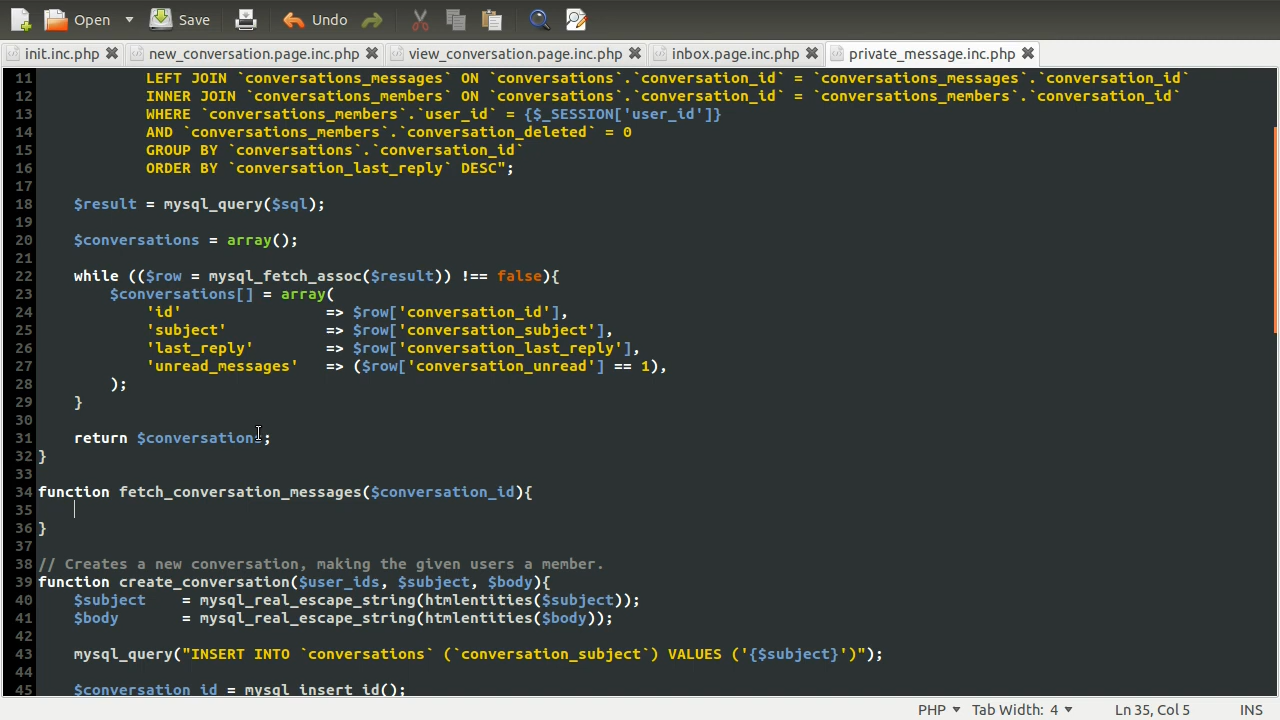 Open Save Undo
init.inc.php new_conversation.page.inc.php view_conversation.page.inc.php inbox.page.inc.php private_message.inc.php
11 LEFT JOIN `conversations_messages` ON `conversations`.`conversation_id` = `conversations_messages`.`conversation_id`
12 INNER JOIN `conversations_members` ON `conversations`.`conversation_id` = `conversations_members`.`conversation_id`
13 WHERE `conversations_members`.`user_id` = {$_SESSION['user_id']}
14 AND `conversations_members`.`conversation_deleted` = 0
15 GROUP BY `conversations`.`conversation_id`
16 ORDER BY `conversation_last_reply` DESC";
17
18 $result = mysql_query($sql);
19
20 $conversations = array();
21
22 while (($row = mysql_fetch_assoc($result)) !== false){
23 $conversations[] = array(
24 'id' => $row['conversation_id'],
25 'subject' => $row['conversation_subject'],
26 'last_reply' => $row['conversation_last_reply'],
27 'unread_messages' => ($row['conversation_unread'] == 1),
28 );
29 }
30
31 return $conversations;
32 }
33
34 function fetch_conversation_messages($conversation_id){
35
36 }
37
38 // Creates a new conversation, making the given users a member.
39 function create_conversation($user_ids, $subject, $body){
40 $subject = mysql_real_escape_string(htmlentities($subject));
41 $body = mysql_real_escape_string(htmlentities($body));
42
43 mysql_query("INSERT INTO `conversations` (`conversation_subject`) VALUES ('{$subject}')");
44
45 $conversation_id = mysql_insert_id();
PHP Tab Width: 4 Ln 35, Col 5 INS